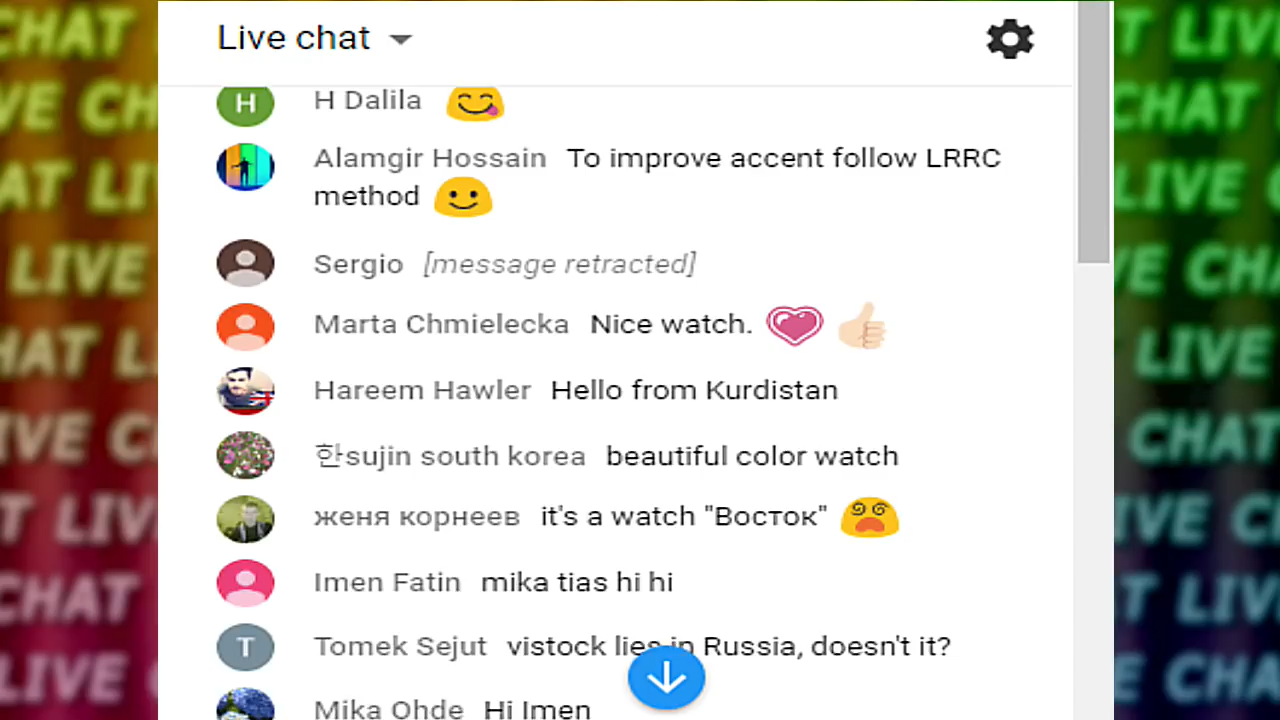 Live chat
H
H Dalila
Alamgir Hossain To improve accent follow LRRC
method
Sergio [message retracted]
Marta Chmielecka Nice watch.
Hareem Hawler Hello from Kurdistan
한sujin south korea beautiful color watch
женя корнеев it's a watch "Восток"
Imen Fatin mika tias hi hi
T
Tomek Sejut vistock lies in Russia, doesn't it?
Mika Ohde Hi Imen